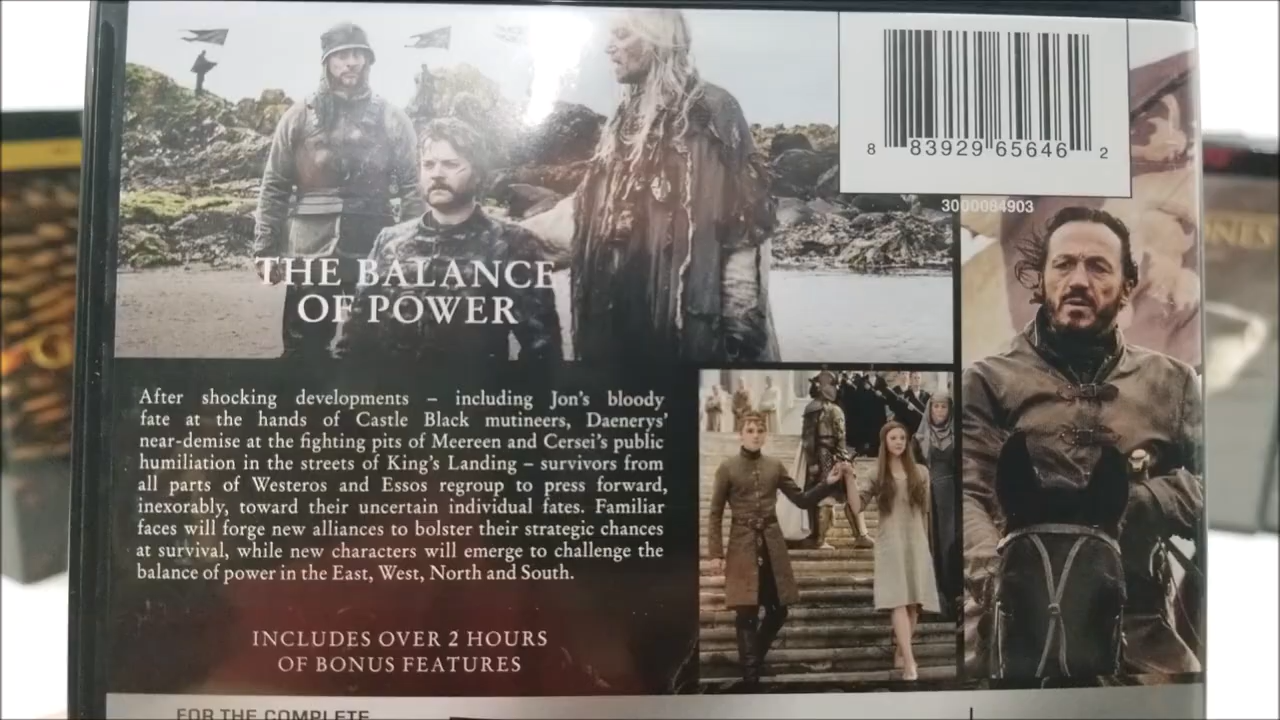 8 83929 65646 2
3000084903
THE BALANCE
OF POWER
After shocking developments – including Jon's bloody
fate at the hands of Castle Black mutineers, Daenerys'
near-demise at the fighting pits of Meereen and Cersei's public
humiliation in the streets of King's Landing – survivors from
all parts of Westeros and Essos regroup to press forward,
inexorably, toward their uncertain individual fates. Familiar
faces will forge new alliances to bolster their strategic chances
at survival, while new characters will emerge to challenge the
balance of power in the East, West, North and South.
INCLUDES OVER 2 HOURS
OF BONUS FEATURES
FOR THE COMPLETE